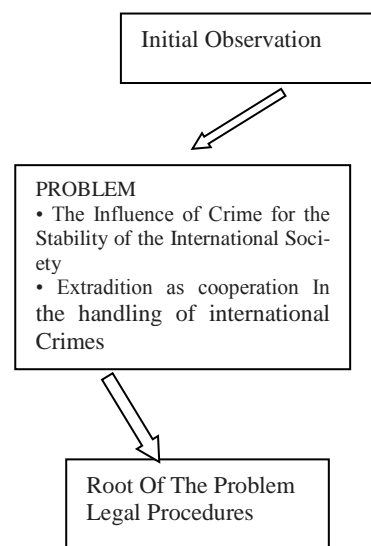 Initial Observation
PROBLEM
• The Influence of Crime for the
Stability of the International Soci-
ety
• Extradition as cooperation In
the handling of international
Crimes
Root Of The Problem
Legal Procedures